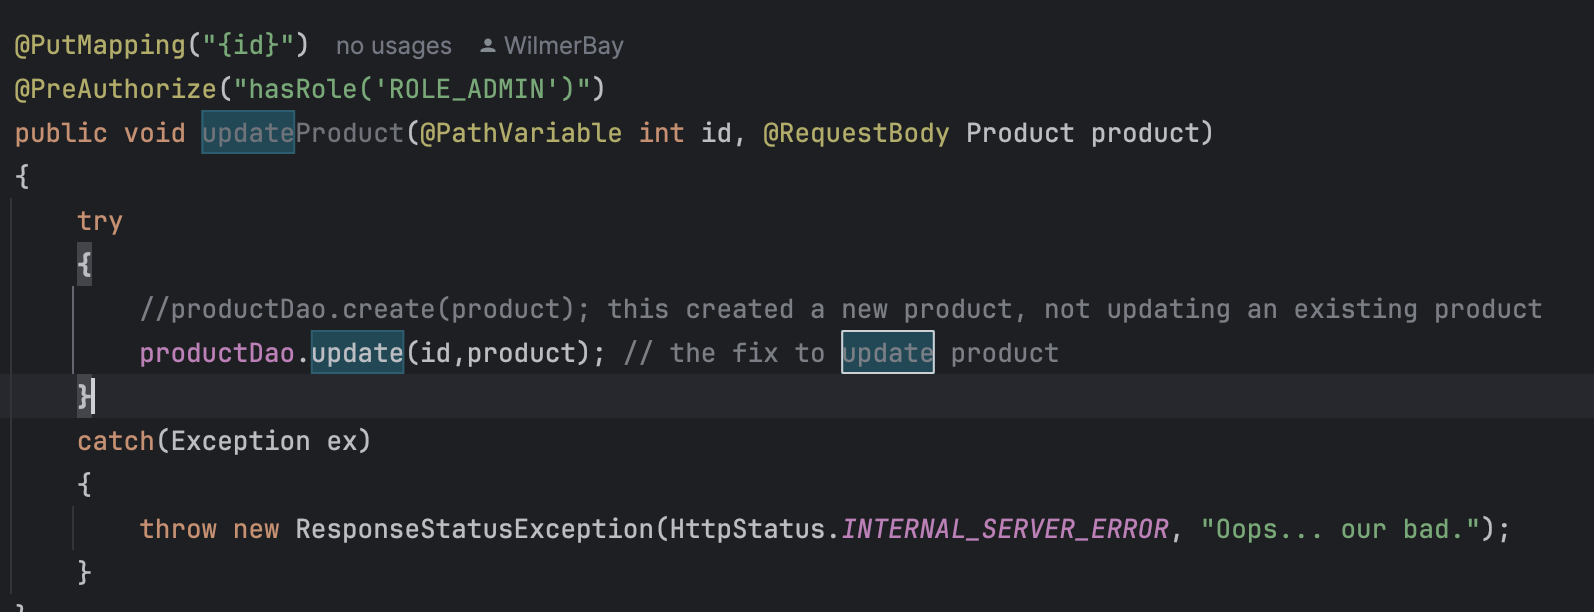 @PutMapping("{id}") no usages WilmerBay
@PreAuthorize("hasRole('ROLE_ADMIN')")
public void updateProduct(@PathVariable int id, @RequestBody Product product)
{
try
{
//productDao.create(product); this created a new product, not updating an existing product
productDao.update(id,product); // the fix to update product
}
catch(Exception ex)
{
throw new ResponseStatusException(HttpStatus.INTERNAL_SERVER_ERROR, "Oops... our bad.");
}
}